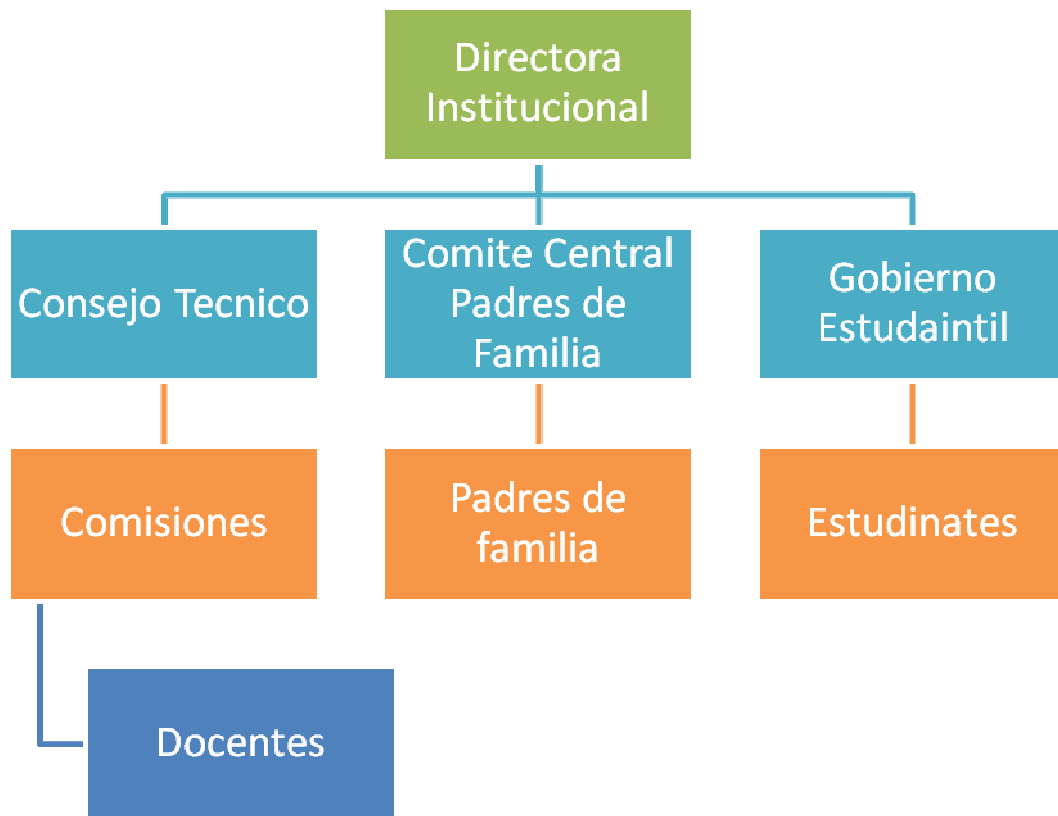 Directora
Institucional
Consejo Tecnico
Comite Central
Padres de
Familia
Gobierno
Estudaintil
Comisiones
Padres de
familia
Estudinates
Docentes